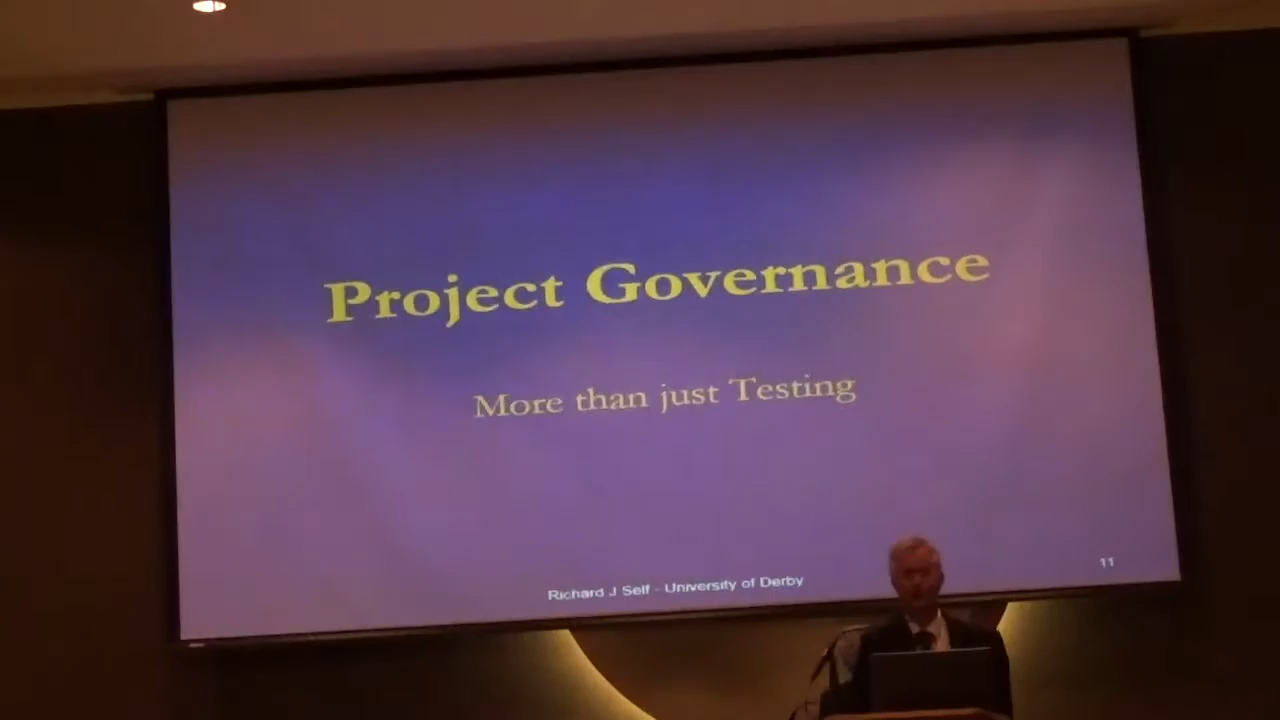 Project Governance
More than just Testing
Richard J Self - University of Derby
11